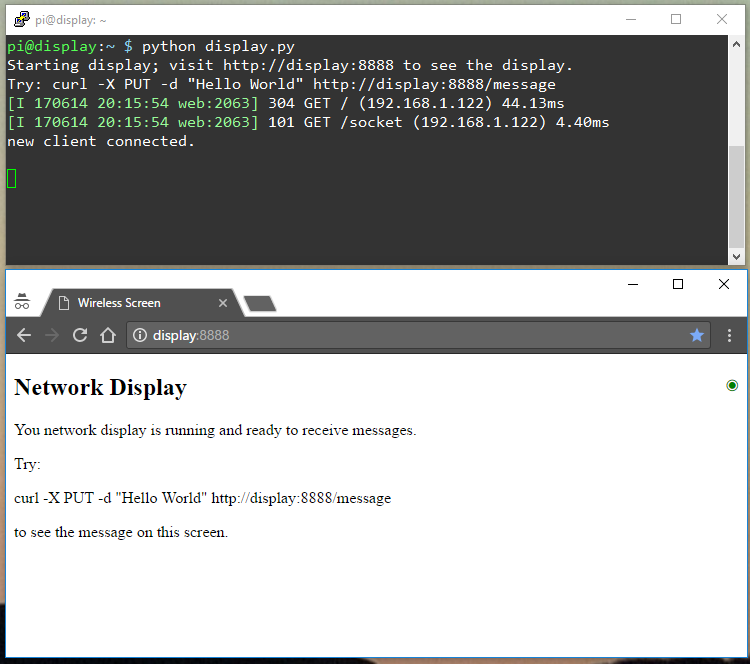 pi@display: ~
pi@display:~ $ python display.py
Starting display; visit http://display:8888 to see the display.
Try: curl -X PUT -d "Hello World" http://display:8888/message
[I 170614 20:15:54 web:2063] 304 GET / (192.168.1.122) 44.13ms
[I 170614 20:15:54 web:2063] 101 GET /socket (192.168.1.122) 4.40ms
new client connected.
Wireless Screen
display:8888
Network Display
You network display is running and ready to receive messages.
Try:
curl -X PUT -d "Hello World" http://display:8888/message
to see the message on this screen.